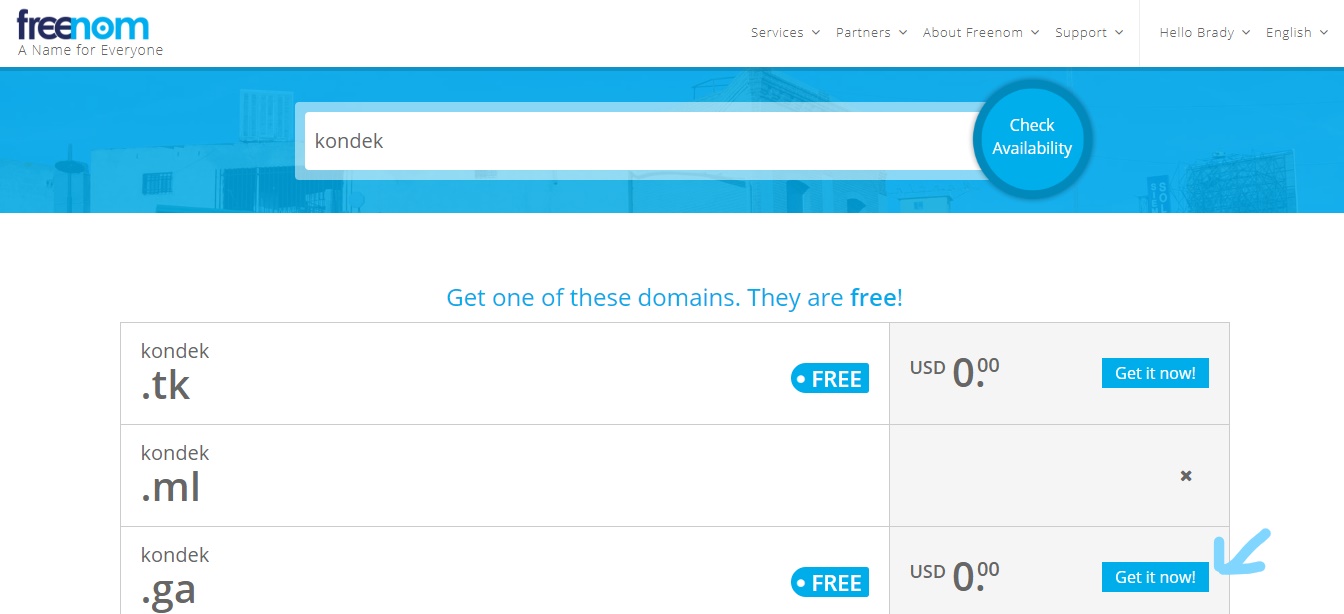 freenom
A Name for Everyone
Services Partners About Freenom Support Hello Brady English
kondek
Check
Availability
Get one of these domains. They are free!
kondek
.tk
FREE
USD 0.00
Get it now!
kondek
.ml
kondek
.ga
FREE
USD 0.00
Get it now!